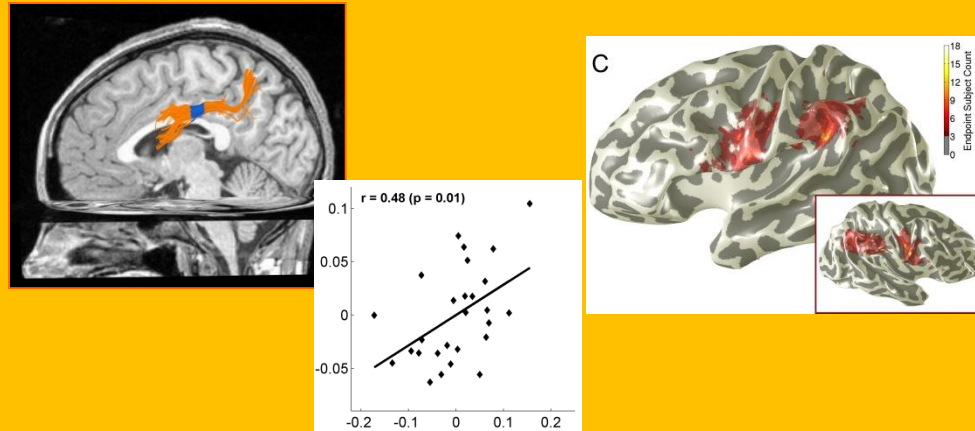 C
18
15
12
9
6
3
0
Endpoint Subject Count
r = 0.48 (p = 0.01)
0.1
0.05
0
-0.05
-0.2 -0.1 0 0.1 0.2